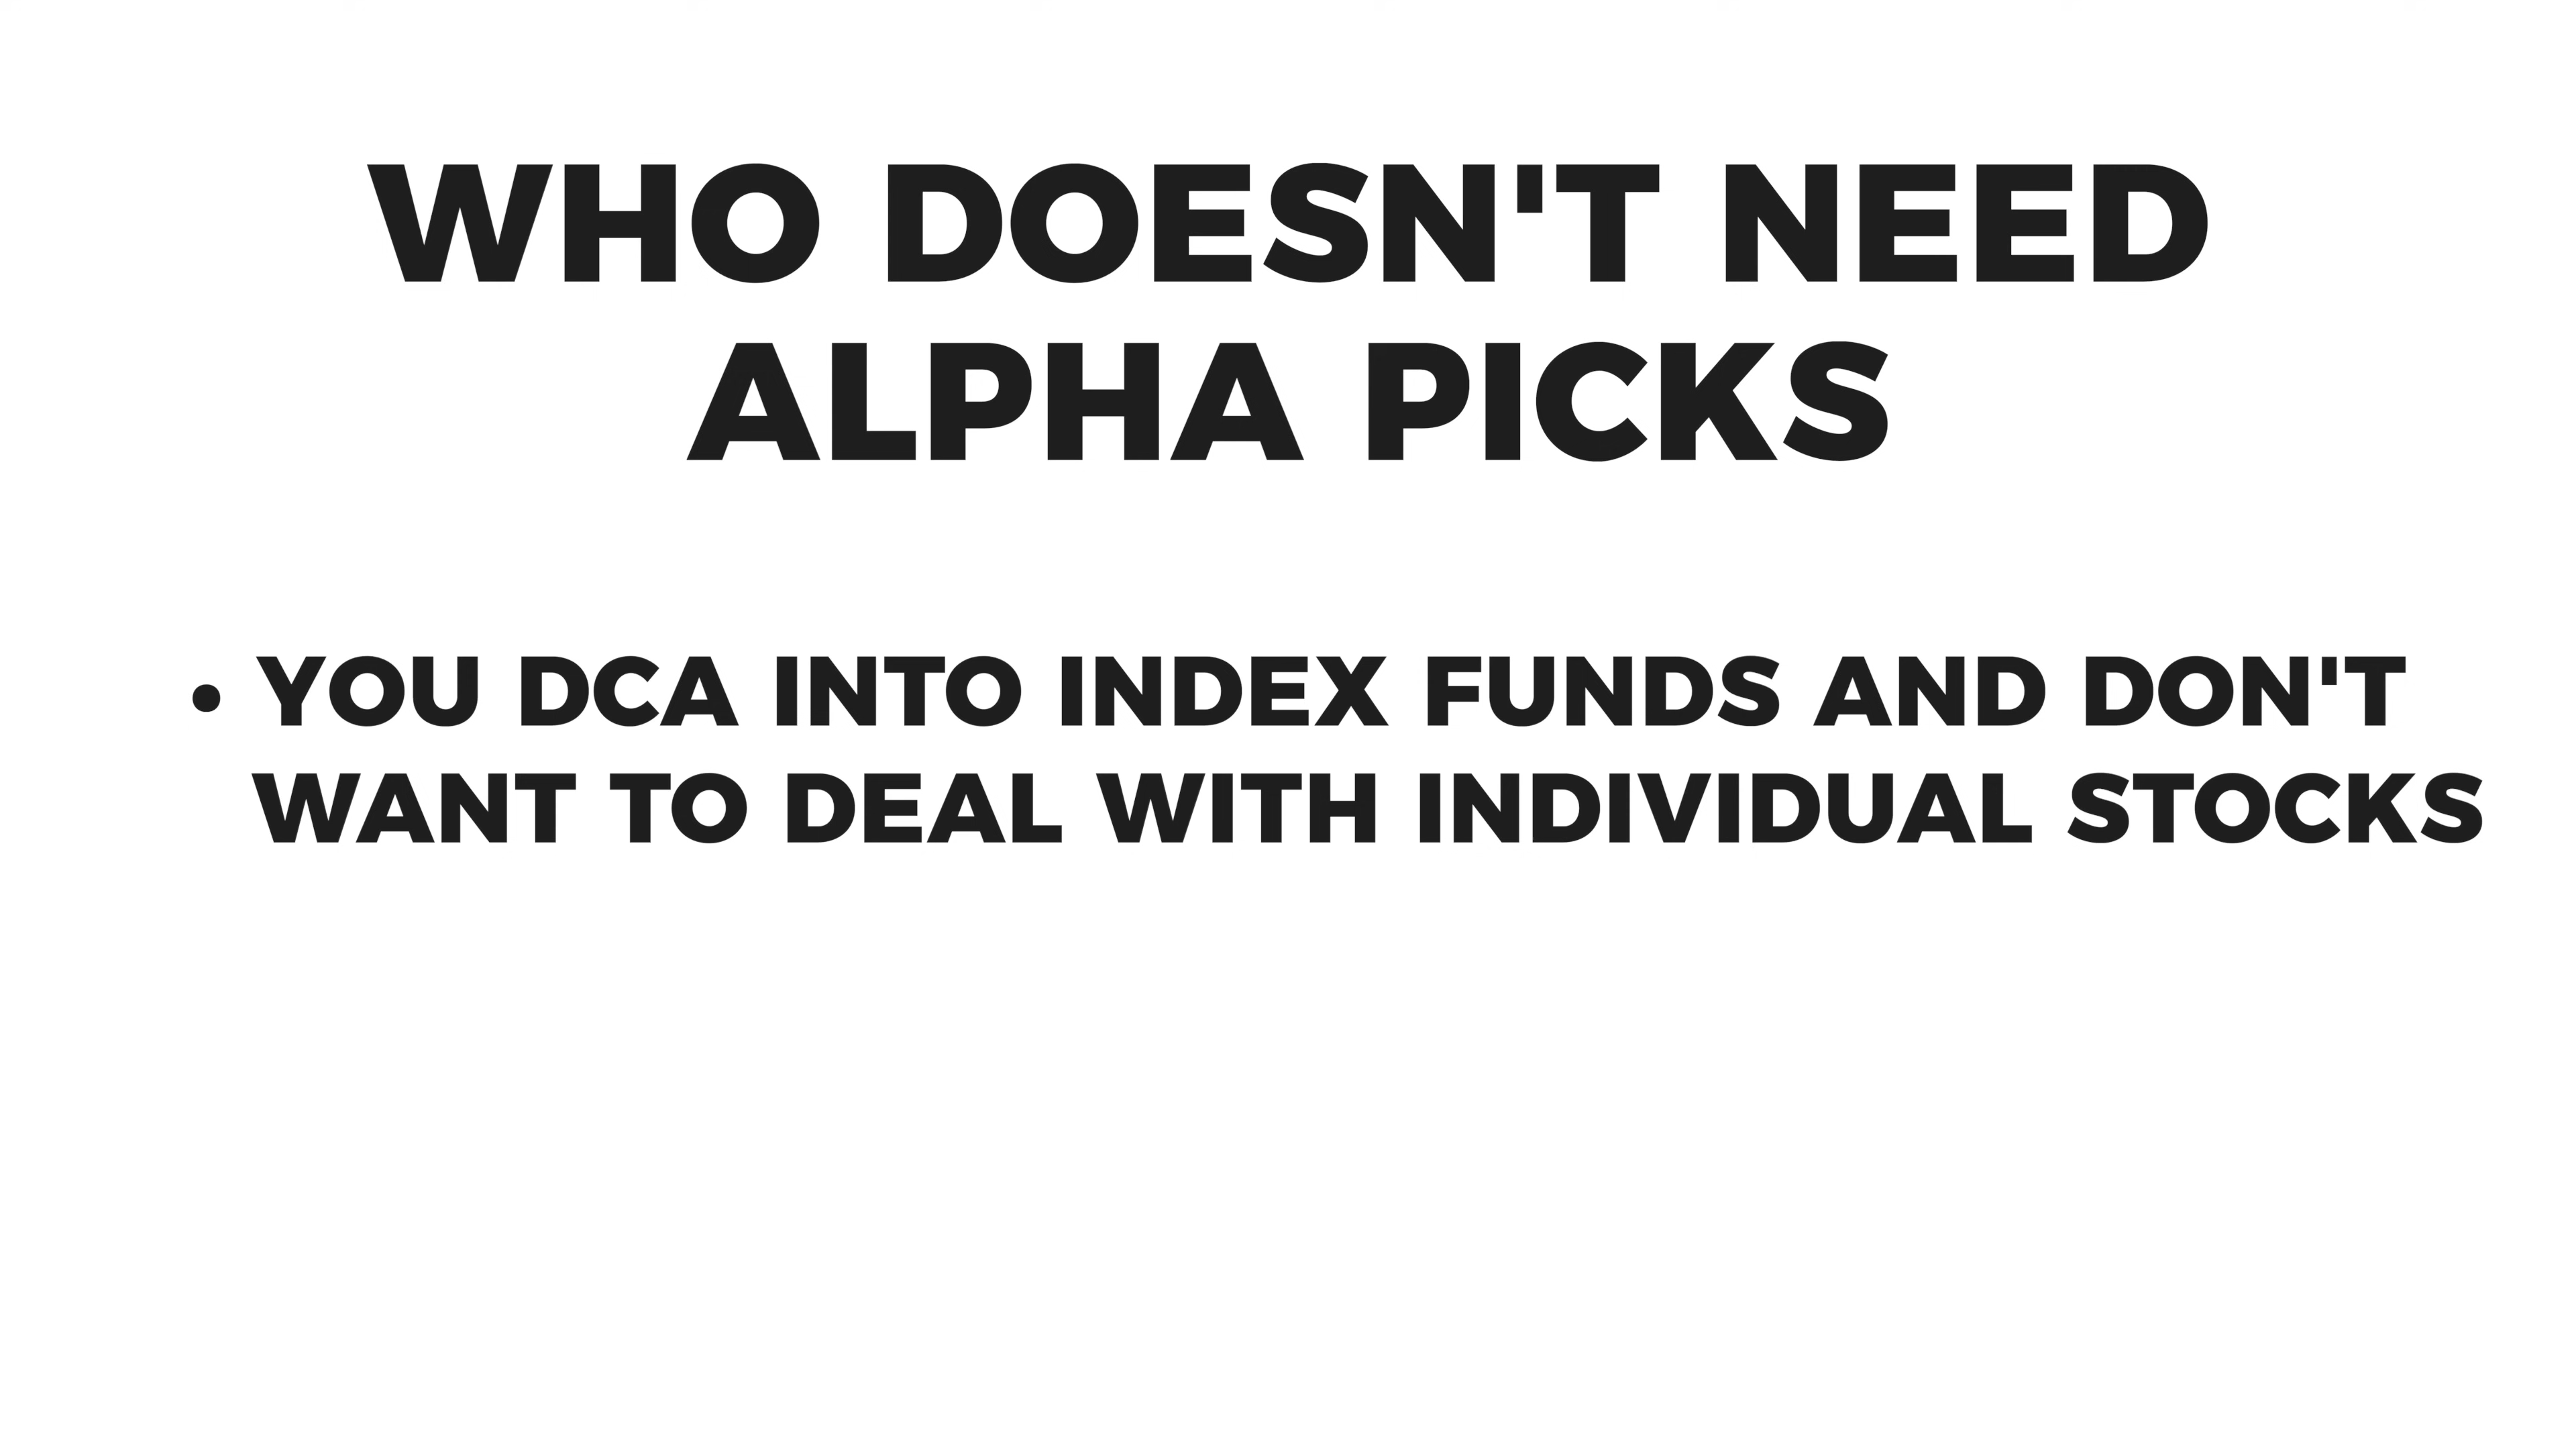 WHO DOESN'T NEED
ALPHA PICKS
• YOU DCA INTO INDEX FUNDS AND DON'T
WANT TO DEAL WITH INDIVIDUAL STOCKS